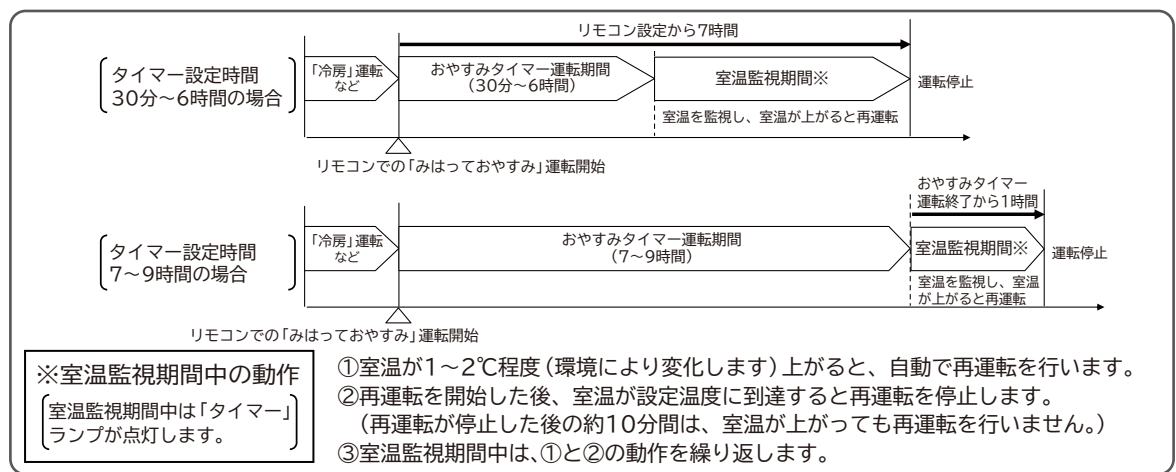 リモコン設定から7時間
タイマー設定時間
30分～6時間の場合
「冷房」運転
など
おやすみタイマー運転期間
（30分～6時間）
室温監視期間※
運転停止
室温を監視し、室温が上がると再運転
リモコンでの「みはっておやすみ」運転開始
おやすみタイマー
運転終了から1時間
タイマー設定時間
7～9時間の場合
「冷房」運転
など
おやすみタイマー運転期間
（7～9時間）
室温監視期間※
運転停止
室温を監視し、室温
が上がると再運転
リモコンでの「みはっておやすみ」運転開始
※室温監視期間中の動作
室温監視期間中は「タイマー」
ランプが点灯します。
①室温が1～2℃程度（環境により変化します）上がると、自動で再運転を行います。
②再運転を開始した後、室温が設定温度に到達すると再運転を停止します。
（再運転が停止した後の約10分間は、室温が上がっても再運転を行いません。）
③室温監視期間中は、①と②の動作を繰り返します。